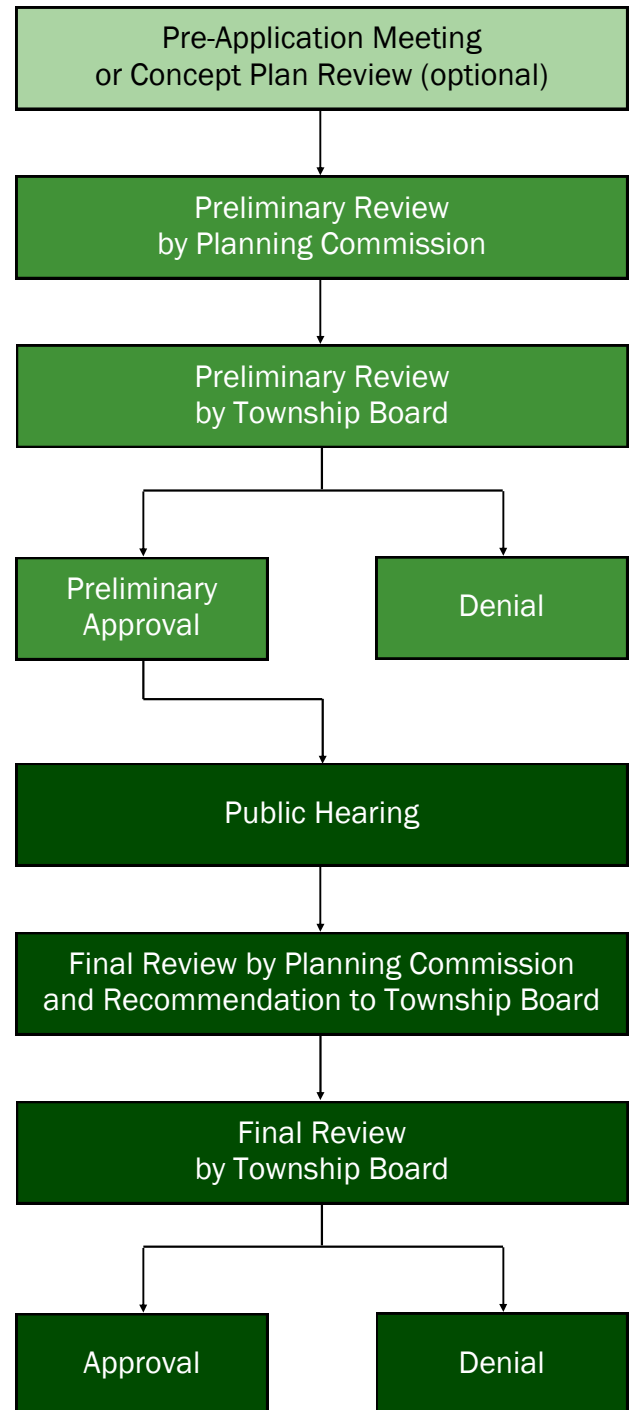 Pre-Application Meeting
or Concept Plan Review (optional)
Preliminary Review
by Planning Commission
Preliminary Review
by Township Board
Preliminary
Approval
Denial
Public Hearing
Final Review by Planning Commission
and Recommendation to Township Board
Final Review
by Township Board
Approval
Denial